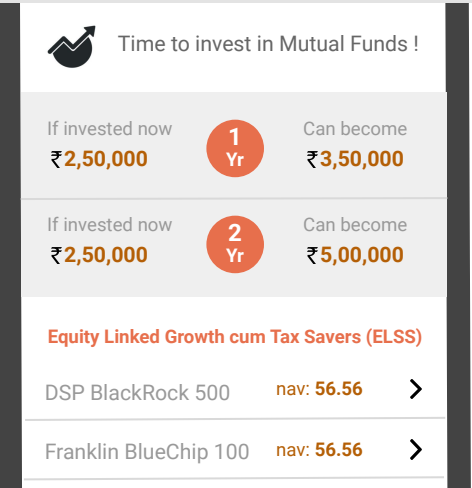 Time to invest in Mutual Funds !
If invested now
Can become
1
Yr
₹2,50,000
₹3,50,000
If invested now
Can become
2
Yr
₹2,50,000
₹5,00,000
Equity Linked Growth cum Tax Savers (ELSS)
DSP BlackRock 500 nav: 56.56
Franklin BlueChip 100 nav: 56.56